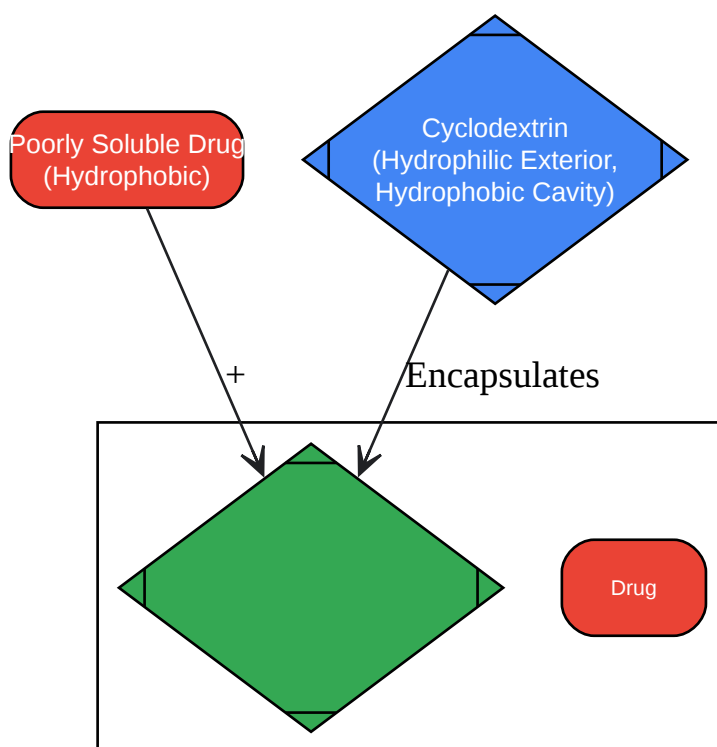 Poorly Soluble Drug
(Hydrophobic)
Cyclodextrin
(Hydrophilic Exterior,
Hydrophobic Cavity)
+
Encapsulates
Drug